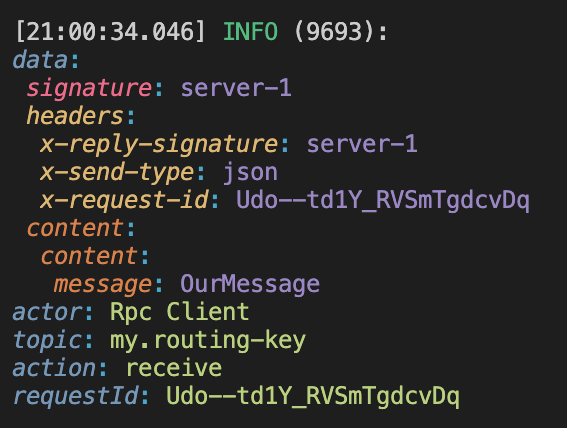 [21:00:34.046] INFO (9693):
data:
signature: server-1
headers:
x-reply-signature: server-1
x-send-type: json
x-request-id: Udo--td1Y_RVSmTgdcvDq
content:
content:
message: OurMessage
actor: Rpc Client
topic: my.routing-key
action: receive
requestId: Udo--td1Y_RVSmTgdcvDq